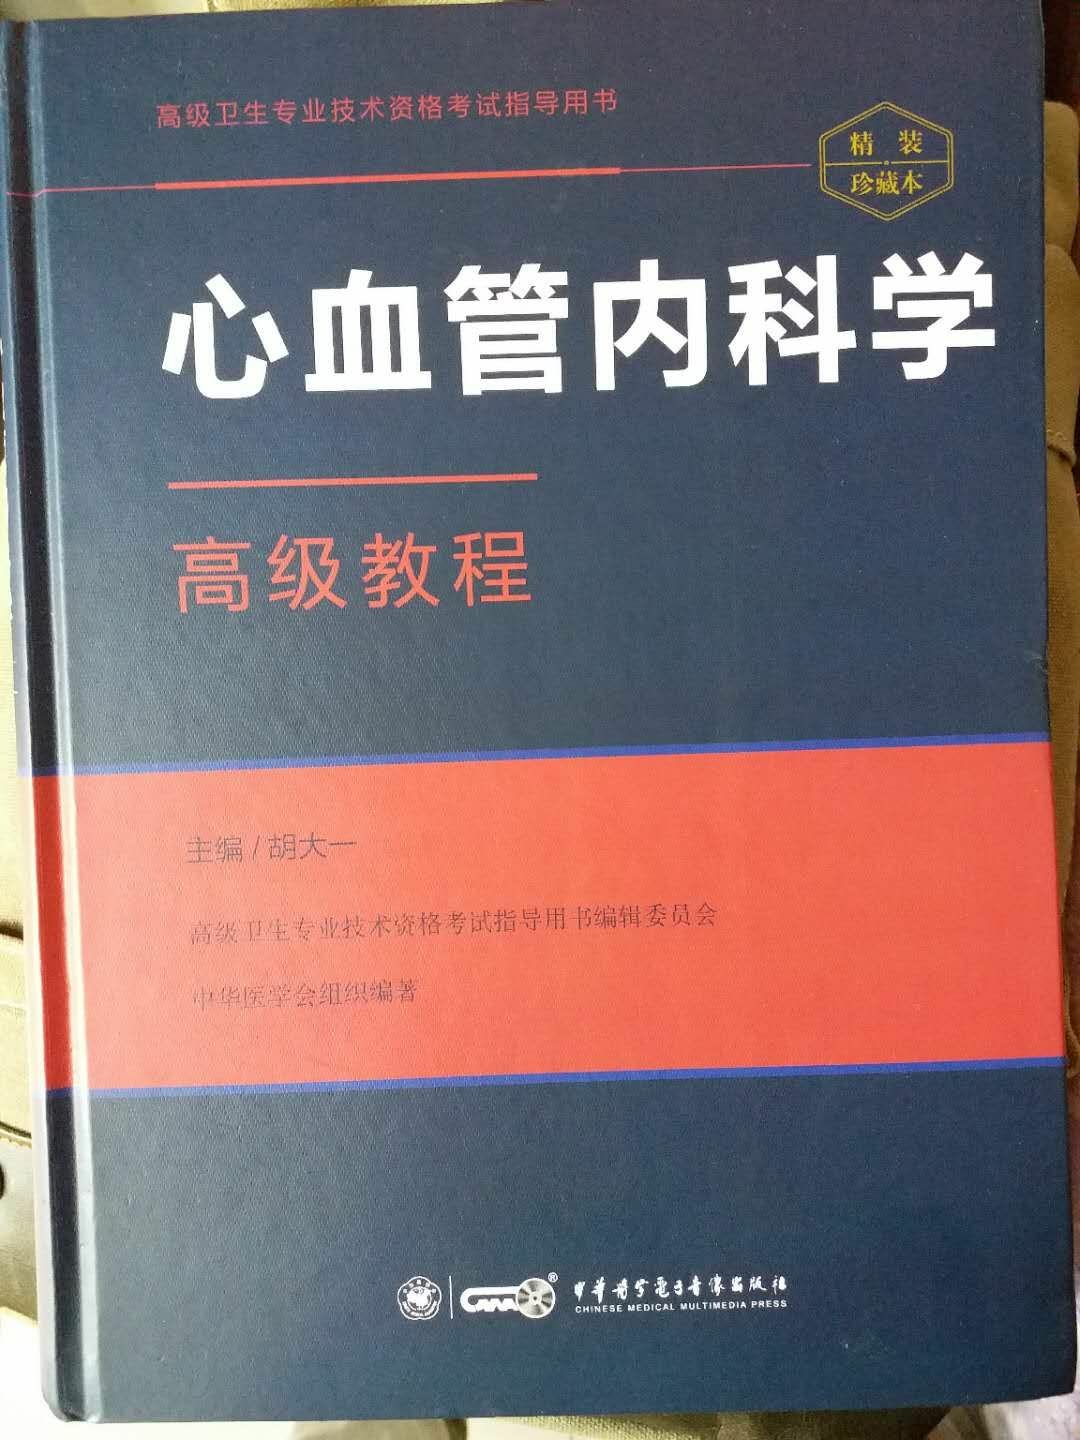 高级卫生专业技术资格考试指导用书
精 装
珍藏本
心血管内科学
高级教程
主编/胡大一
高级卫生专业技术资格考试指导用书编辑委员会
中华医学会组织编著
中华医学电子音像出版社
CHINESE MEDICAL MULTIMEDIA PRESS